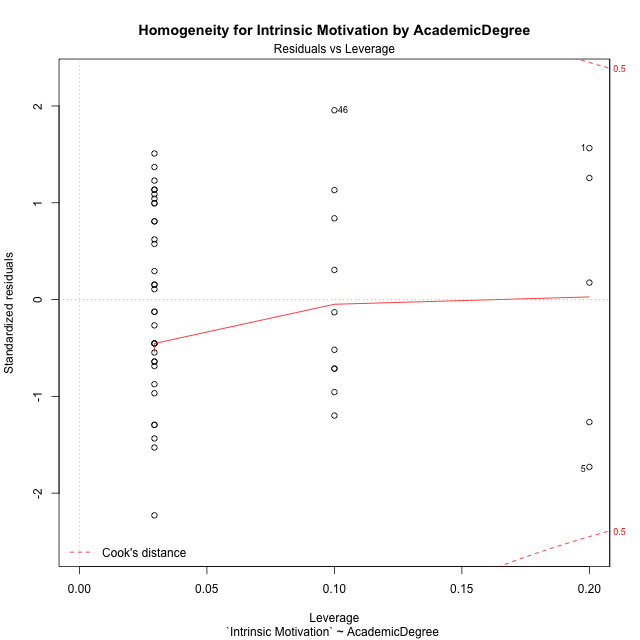 Homogeneity for Intrinsic Motivation by AcademicDegree
Residuals vs Leverage
0.5
46
1
5
0.5
Cook's distance
Standardized residuals
2
1
0
-1
-2
0.00 0.05 0.10 0.15 0.20
Leverage
`Intrinsic Motivation` ~ AcademicDegree